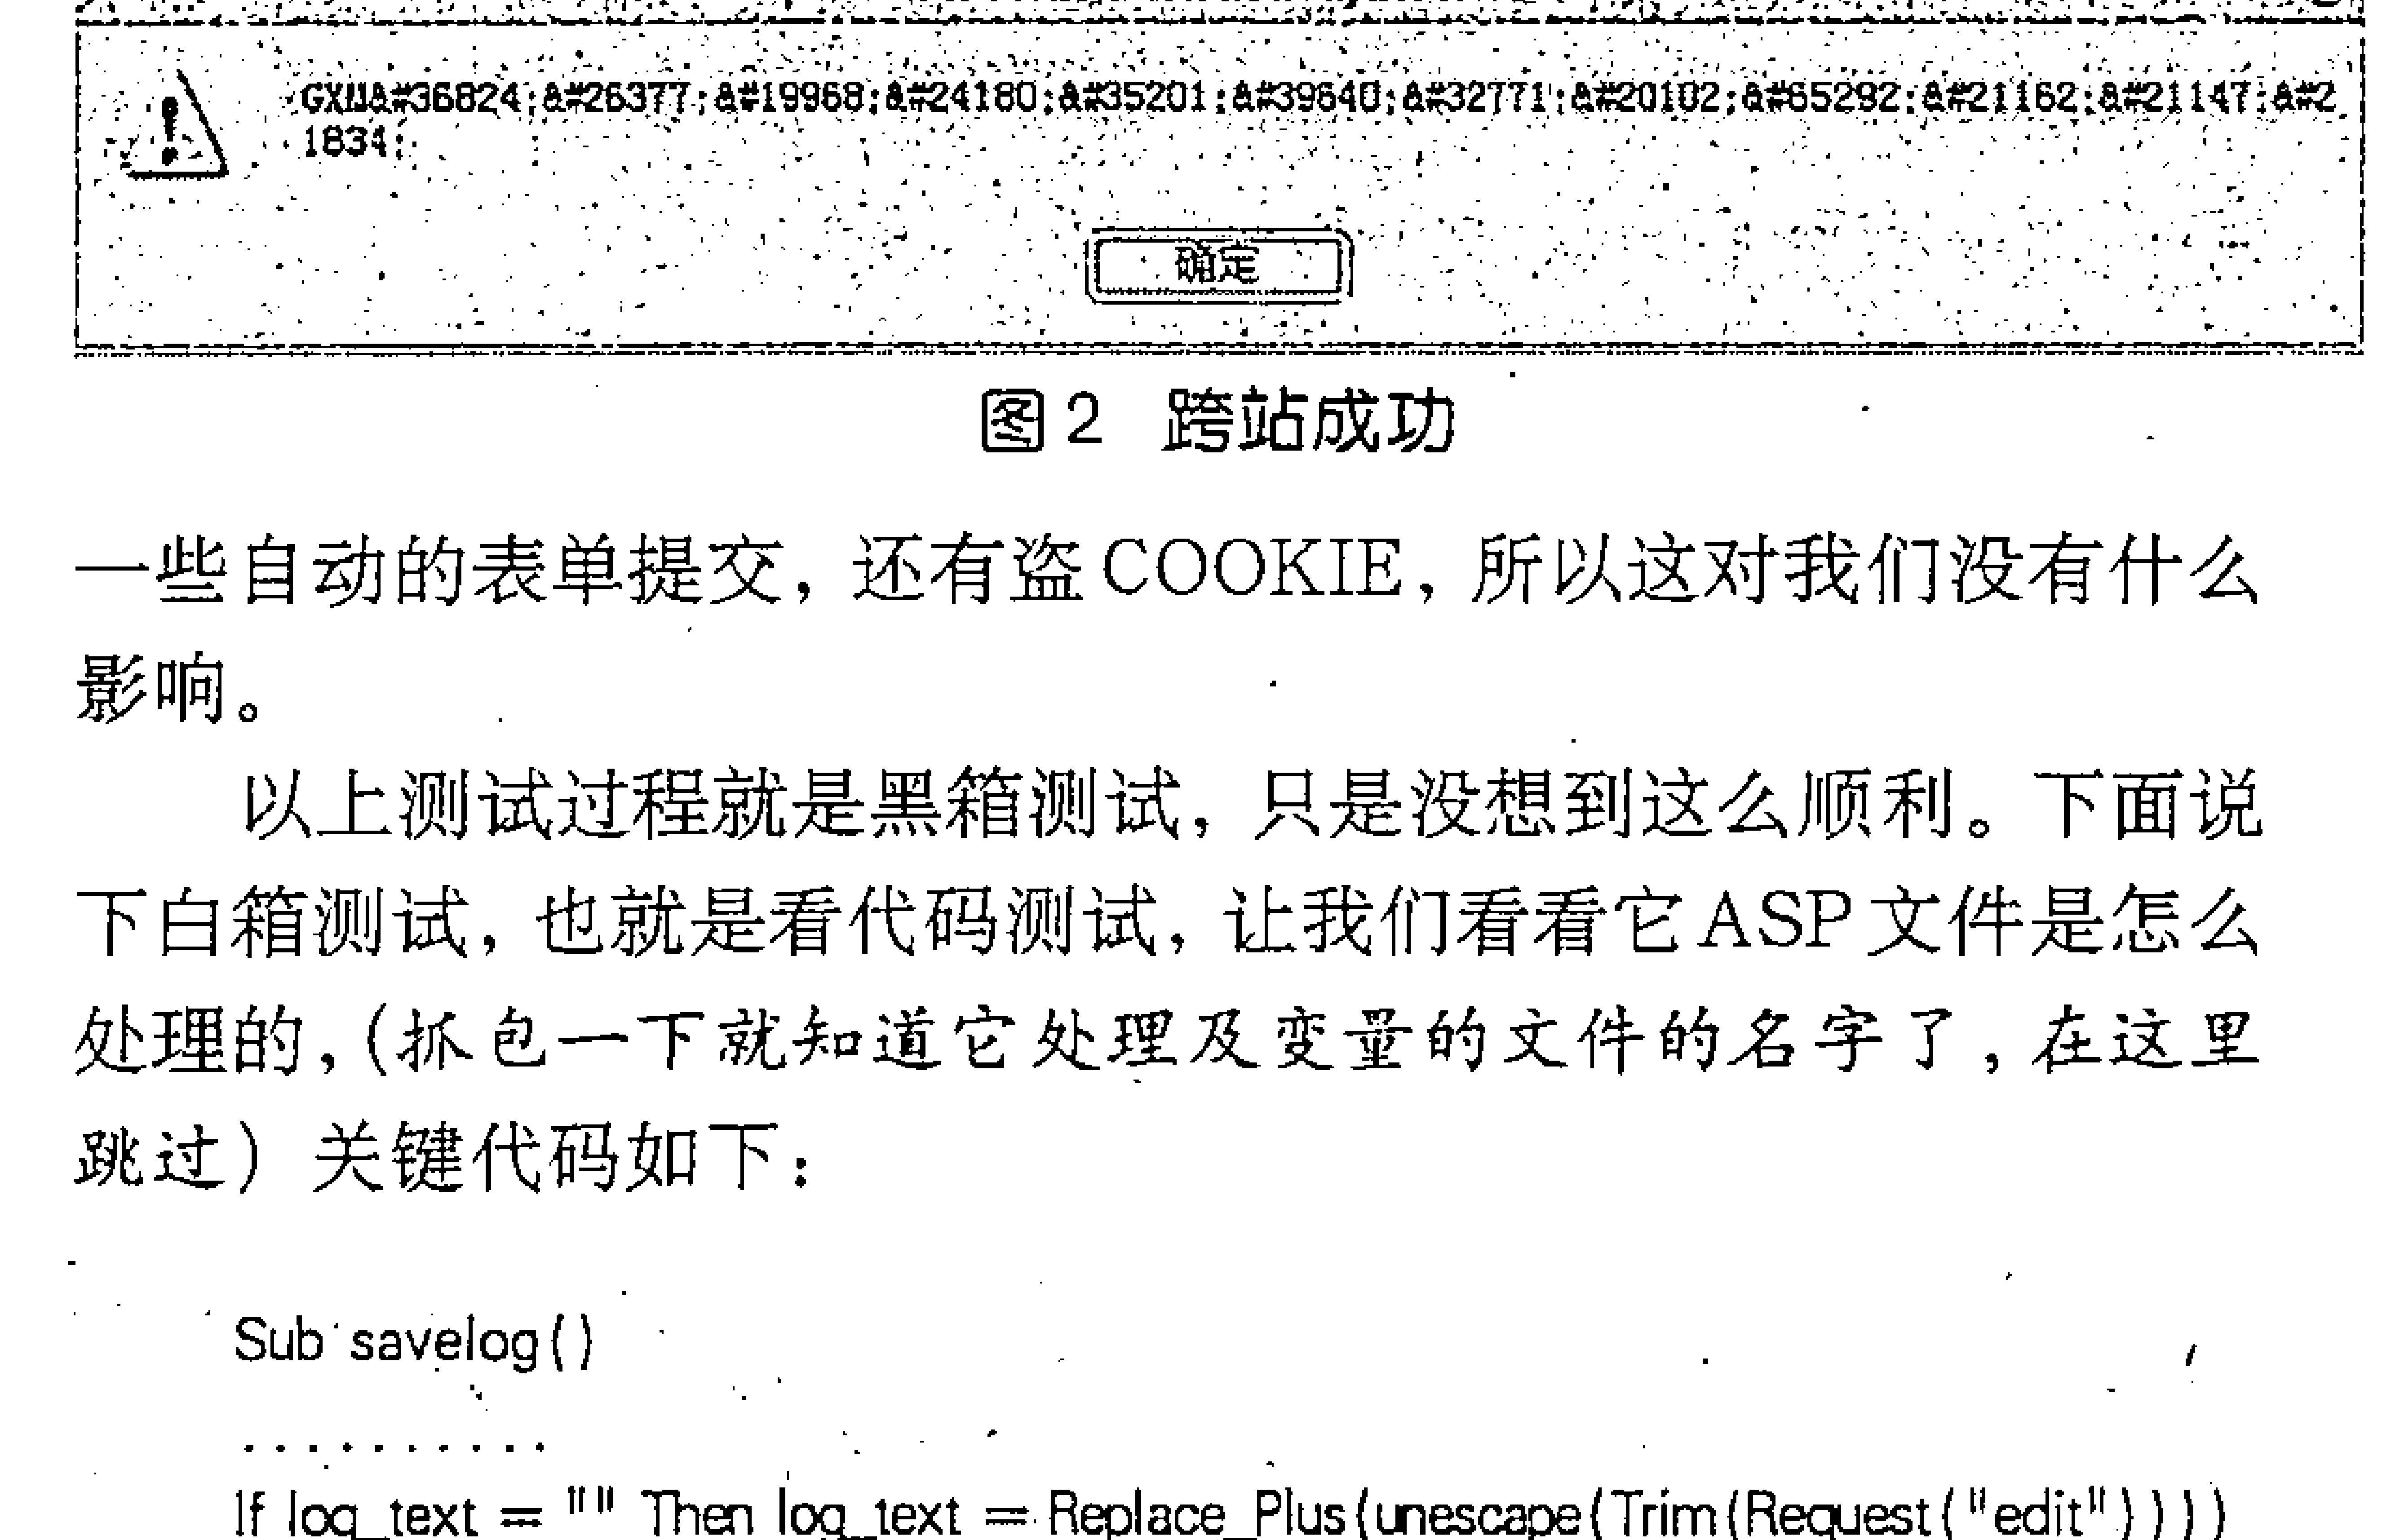 GXW&#36824;&#26377;&#19968;&#24180;&#35201;&#39640;&#32771;&#20102;&#65292;&#21162;&#21147;&#2
1834;
确定
图2 跨站成功
一些自动的表单提交，还有盗COOKIE，所以这对我们没有什么
影响。
以上测试过程就是黑箱测试，只是没想到这么顺利。下面说
下白箱测试，也就是看代码测试，让我们看看它ASP文件是怎么
处理的，（抓包一下就知道它处理及变量的文件的名字了，在这里
跳过）关键代码如下：
Sub savelog()
..........
If log_text = "" Then log_text = Replace_Plus(unescape(Trim(Request("edit"))))